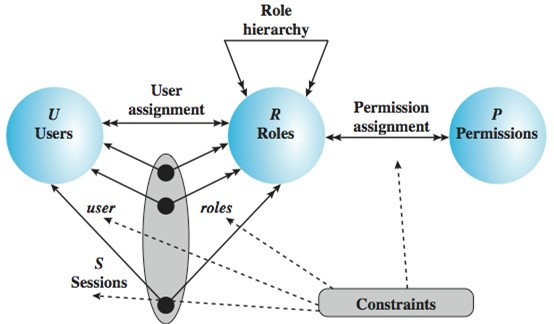 Role
hierarchy
User
assignment
Permission
assignment
U
Users
R
Roles
P
Permissions
user
roles
S
Sessions
Constraints